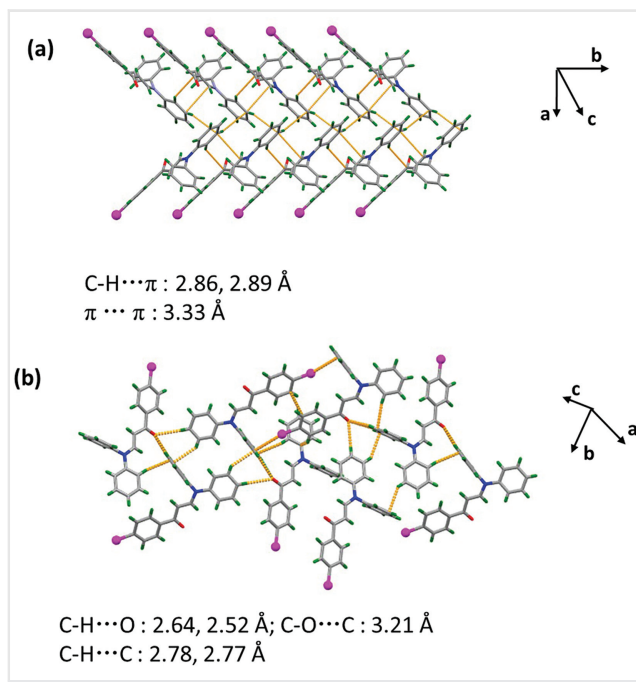 (a)
b
a
c
C-H···π : 2.86, 2.89 Å
π ··· π : 3.33 Å
(b)
c
b
a
C-H···O : 2.64, 2.52 Å; C-O···C : 3.21 Å
C-H···C : 2.78, 2.77 Å